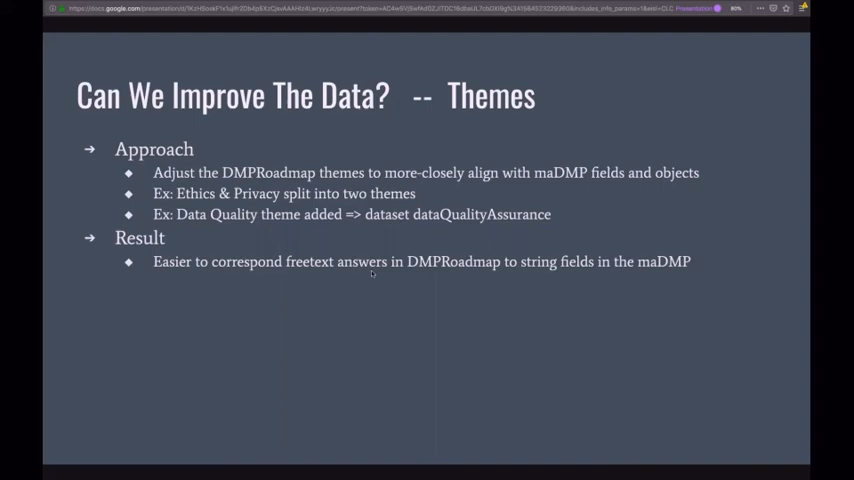 Can We Improve The Data? -- Themes
Approach
Adjust the DMPRoadmap themes to more-closely align with maDMP fields and objects
Ex: Ethics & Privacy split into two themes
Ex: Data Quality theme added => dataset dataQualityAssurance
Result
Easier to correspond freetext answers in DMPRoadmap to string fields in the maDMP